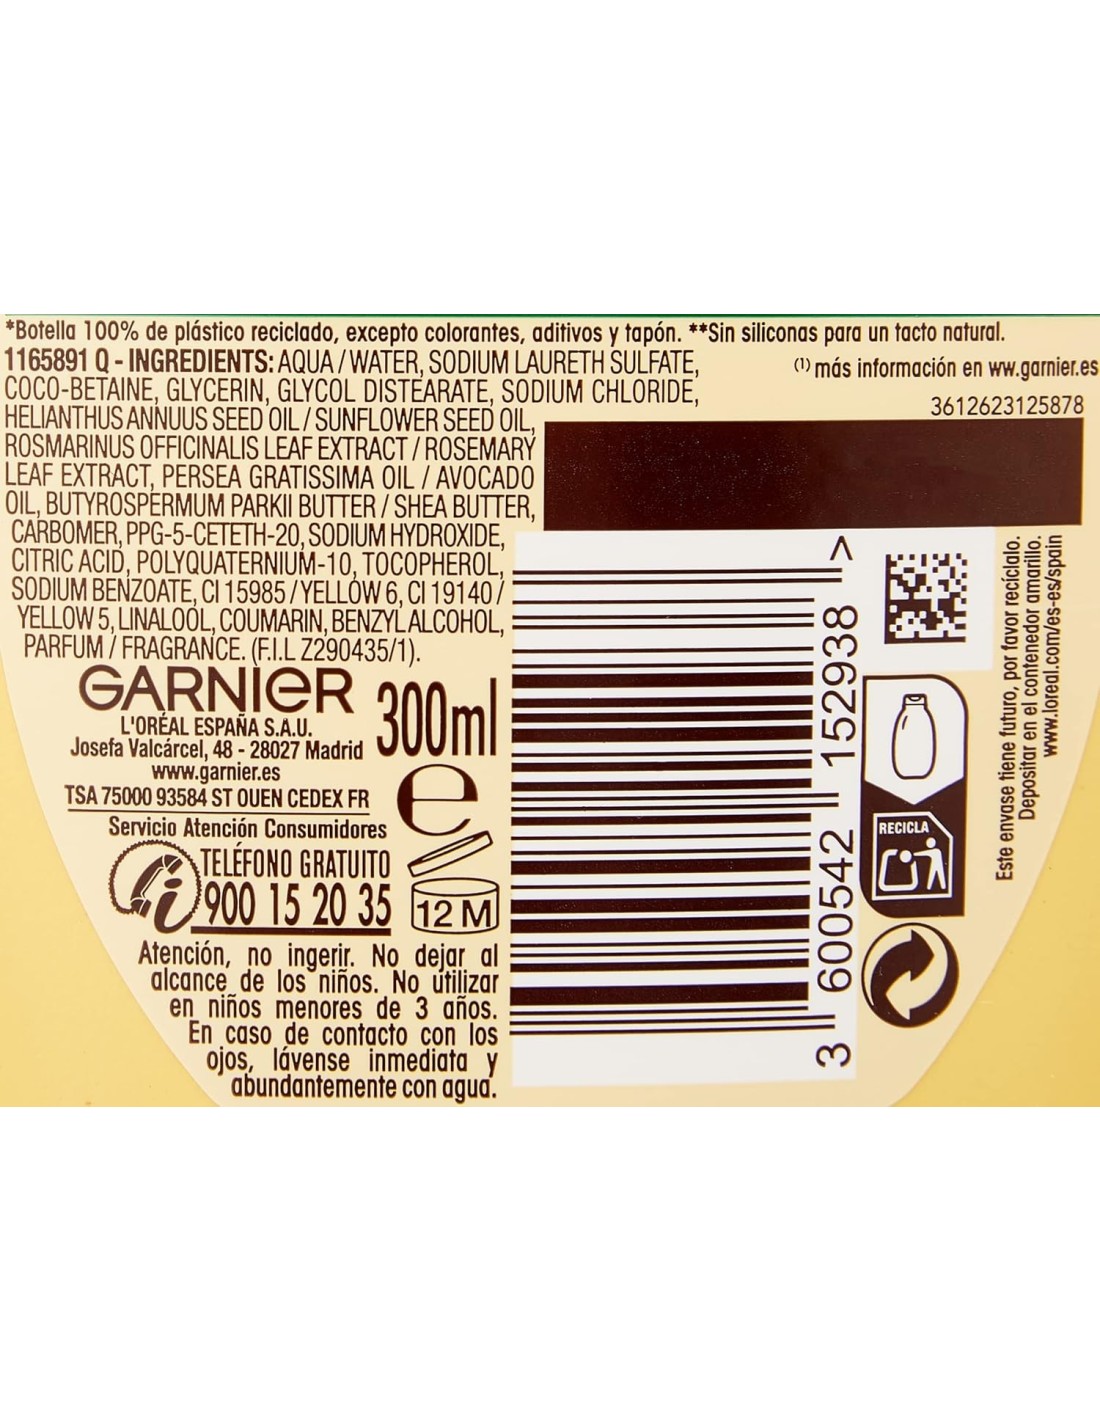 *Botella 100% de plástico reciclado, excepto colorantes, aditivos y tapón. **Sin siliconas para un tacto natural.
1165891 Q - INGREDIENTS: AQUA / WATER, SODIUM LAURETH SULFATE,
COCO-BETAINE, GLYCERIN, GLYCOL DISTEARATE, SODIUM CHLORIDE,
HELIANTHUS ANNUUS SEED OIL / SUNFLOWER SEED OIL,
ROSMARINUS OFFICINALIS LEAF EXTRACT / ROSEMARY
LEAF EXTRACT, PERSEA GRATISSIMA OIL / AVOCADO
OIL, BUTYROSPERMUM PARKII BUTTER / SHEA BUTTER,
CARBOMER, PPG-5-CETETH-20, SODIUM HYDROXIDE,
CITRIC ACID, POLYQUATERNIUM-10, TOCOPHEROL,
SODIUM BENZOATE, CI 15985 / YELLOW 6, CI 19140 /
YELLOW 5, LINALOOL, COUMARIN, BENZYL ALCOHOL,
PARFUM / FRAGRANCE. (F.I.L Z290435/1).
(1) más información en ww.garnier.es
3612623125878
GARNIER
L'ORÉAL ESPAÑA S.A.U.
Josefa Valcárcel, 48 - 28027 Madrid
www.garnier.es
TSA 75000 93584 ST OUEN CEDEX FR
300ml
e
Servicio Atención Consumidores
TELÉFONO GRATUITO
900 15 20 35
12 M
Atención, no ingerir. No dejar al
alcance de los niños. No utilizar
en niños menores de 3 años.
En caso de contacto con los
ojos, lávense inmediata y
abundantemente con agua.
3 600542 152938 >
RECICLA
Este envase tiene futuro, por favor recíclalo.
Depositar en el contenedor amarillo.
www.loreal.com/es-es/spain